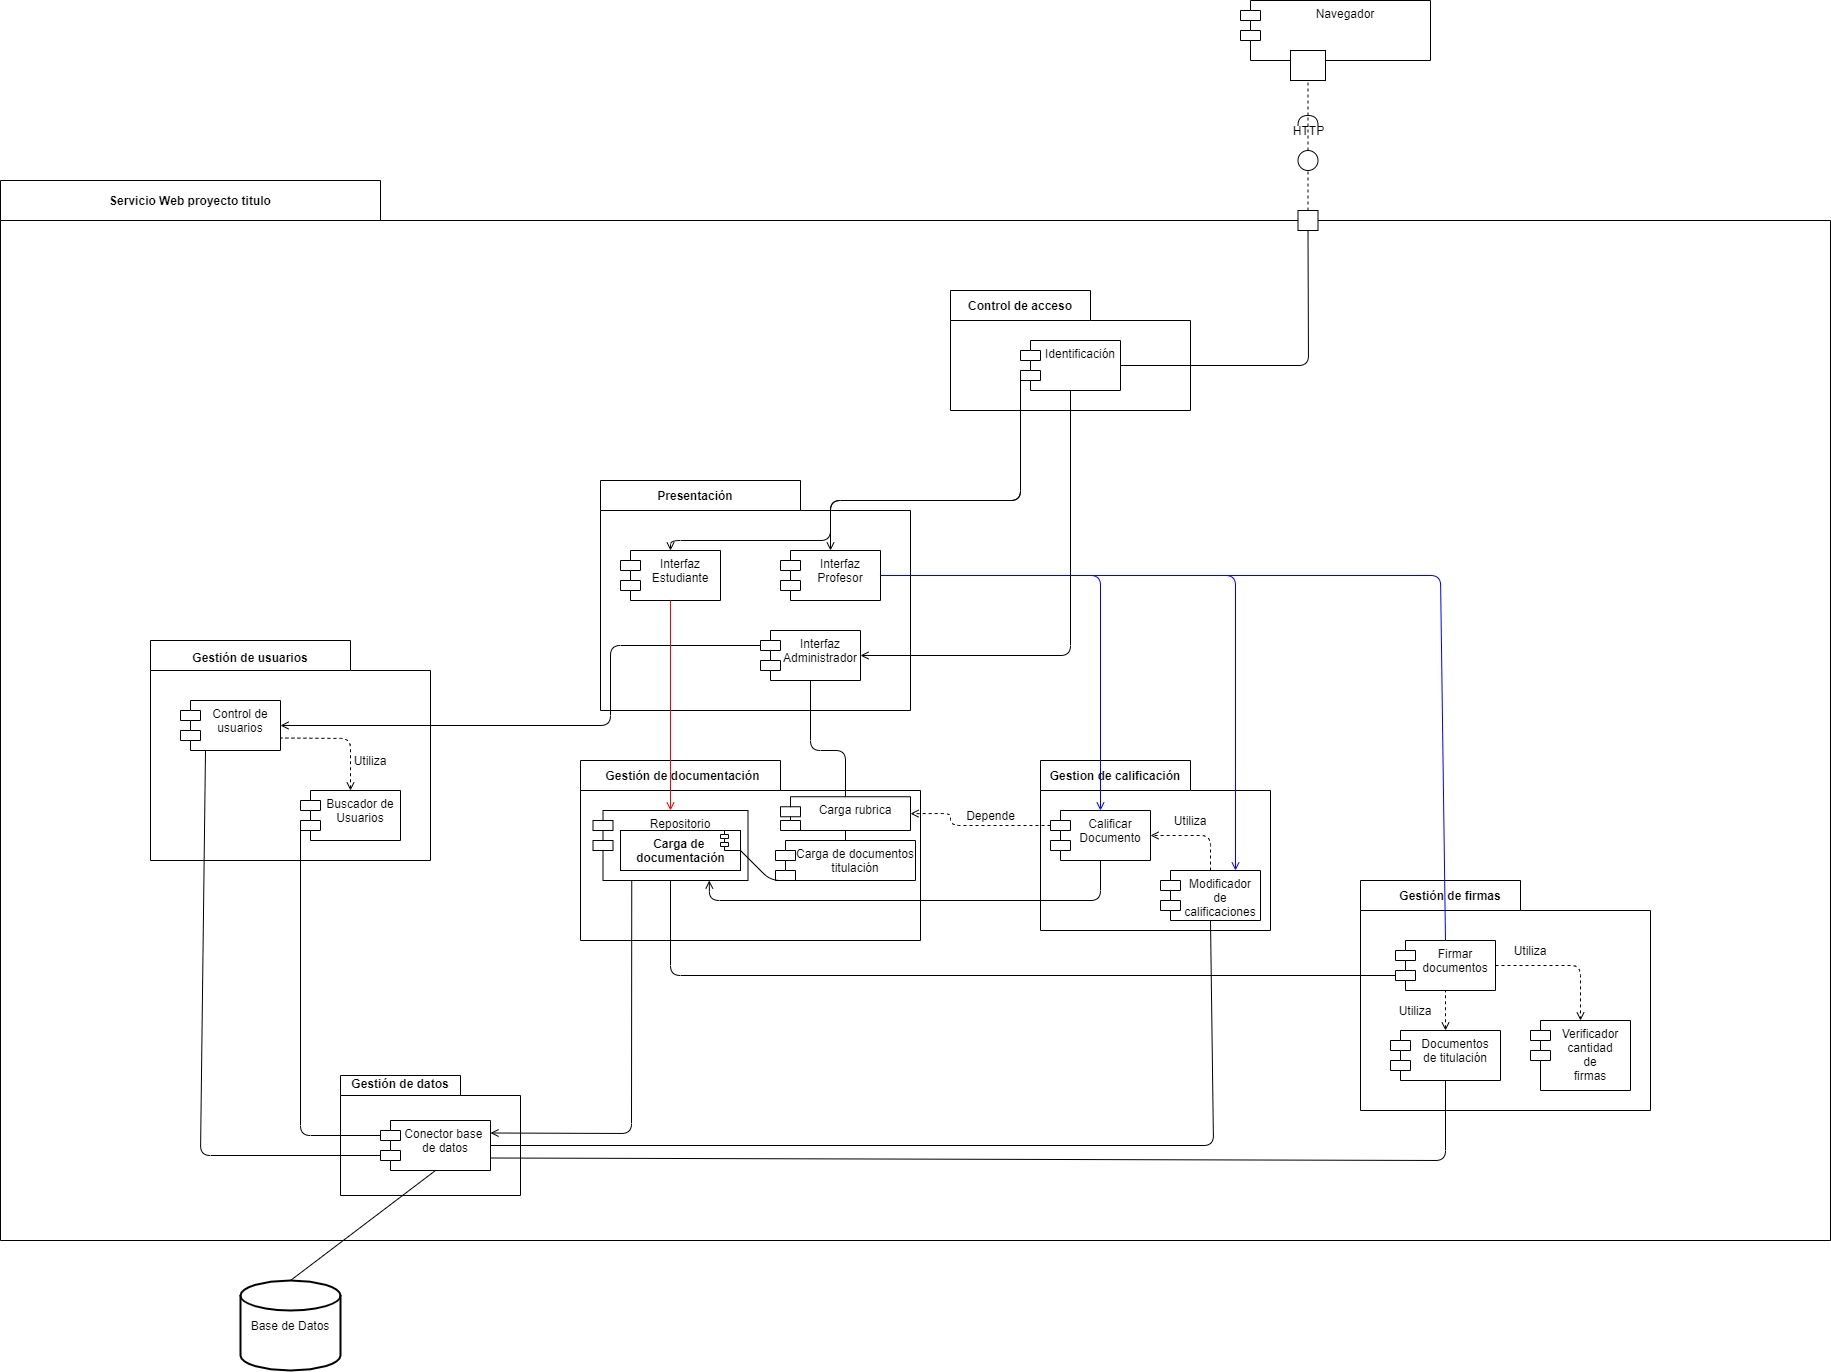 Navegador
HTTP
Servicio Web proyecto titulo
Control de acceso
Identificación
Presentación
Interfaz
Estudiante
Interfaz
Profesor
Interfaz
Administrador
Gestión de usuarios
Control de
usuarios
Utiliza
Buscador de
Usuarios
Gestión de documentación
Repositorio
Carga de
documentación
Carga rubrica
Carga de documentos
titulación
Depende
Gestion de calificación
Calificar
Documento
Utiliza
Modificador
de
calificaciones
Gestión de firmas
Firmar
documentos
Utiliza
Utiliza
Documentos
de titulación
Verificador
cantidad
de
firmas
Gestión de datos
Conector base
de datos
Base de Datos